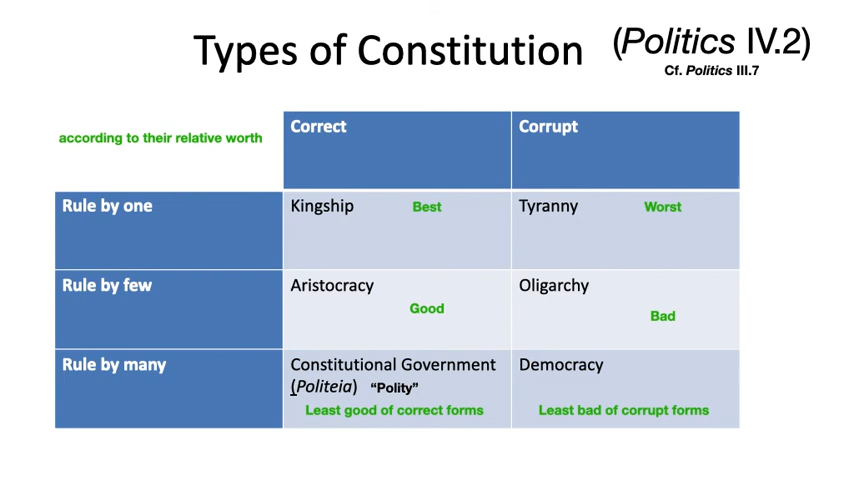 Types of Constitution (Politics IV.2)
Cf. Politics III.7
according to their relative worth
Correct
Corrupt
Rule by one
Kingship Best
Tyranny Worst
Rule by few
Aristocracy
Good
Oligarchy
Bad
Rule by many
Constitutional Government
(Politeia) “Polity”
Least good of correct forms
Democracy
Least bad of corrupt forms